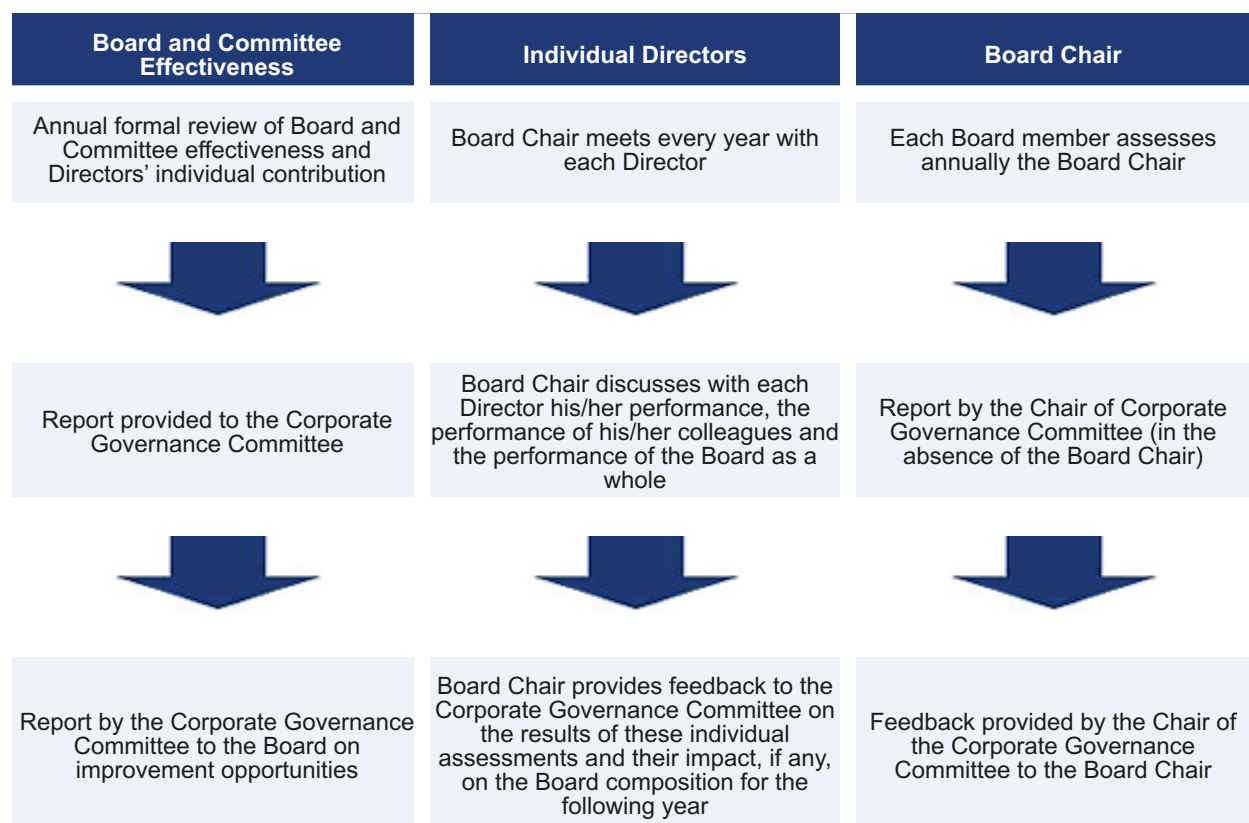 Board and Committee
Effectiveness
Individual Directors
Board Chair
Annual formal review of Board and
Committee effectiveness and
Directors’ individual contribution
Board Chair meets every year with
each Director
Each Board member assesses
annually the Board Chair
Report provided to the Corporate
Governance Committee
Board Chair discusses with each
Director his/her performance, the
performance of his/her colleagues and
the performance of the Board as a
whole
Report by the Chair of Corporate
Governance Committee (in the
absence of the Board Chair)
Report by the Corporate Governance
Committee to the Board on
improvement opportunities
Board Chair provides feedback to the
Corporate Governance Committee on
the results of these individual
assessments and their impact, if any,
on the Board composition for the
following year
Feedback provided by the Chair of
the Corporate Governance
Committee to the Board Chair